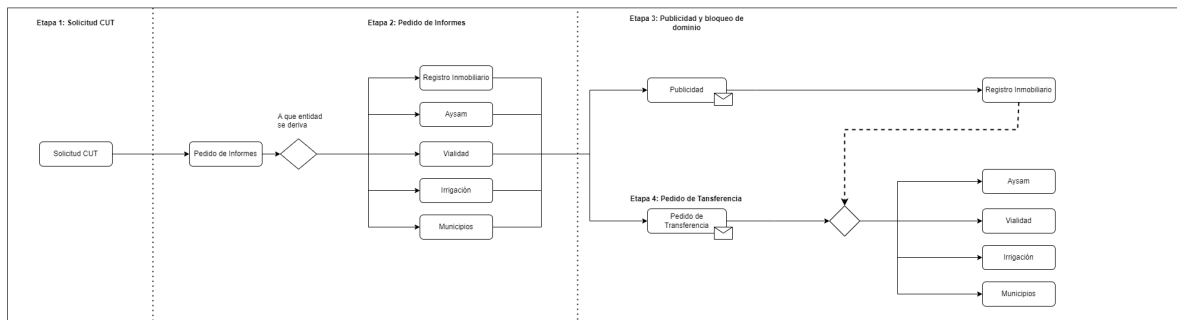 Etapa 1: Solicitud CUT
Etapa 2: Pedido de Informes
Etapa 3: Publicidad y bloqueo de
dominio
Solicitud CUT
Pedido de Informes
A que entidad
se deriva
Registro Inmobiliario
Aysam
Vialidad
Irrigación
Municipios
Publicidad
Registro Inmobiliario
Etapa 4: Pedido de Tansferencia
Pedido de
Transferencia
Aysam
Vialidad
Irrigación
Municipios